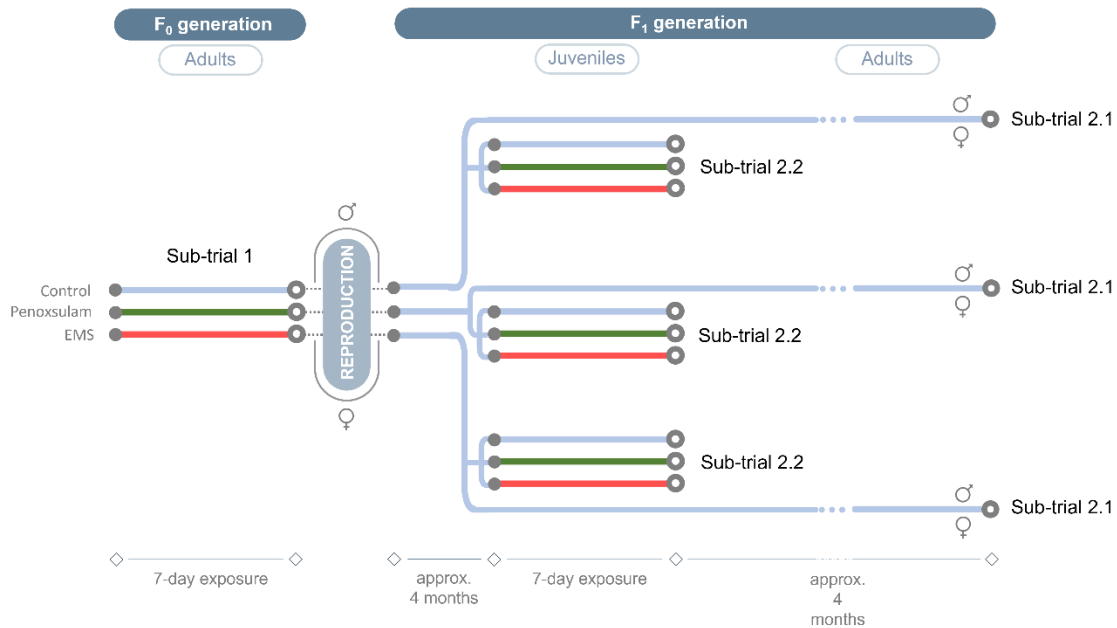 F₀ generation
F₁ generation
Adults
Juveniles
Adults
♂
♀
Sub-trial 2.1
Sub-trial 2.2
Sub-trial 1
♂
Control
Penoxsulam
EMS
REPRODUCTION
♀
♂
♀
Sub-trial 2.1
Sub-trial 2.2
Sub-trial 2.2
♂
♀
Sub-trial 2.1
7-day exposure
approx.
4 months
7-day exposure
approx.
4
months